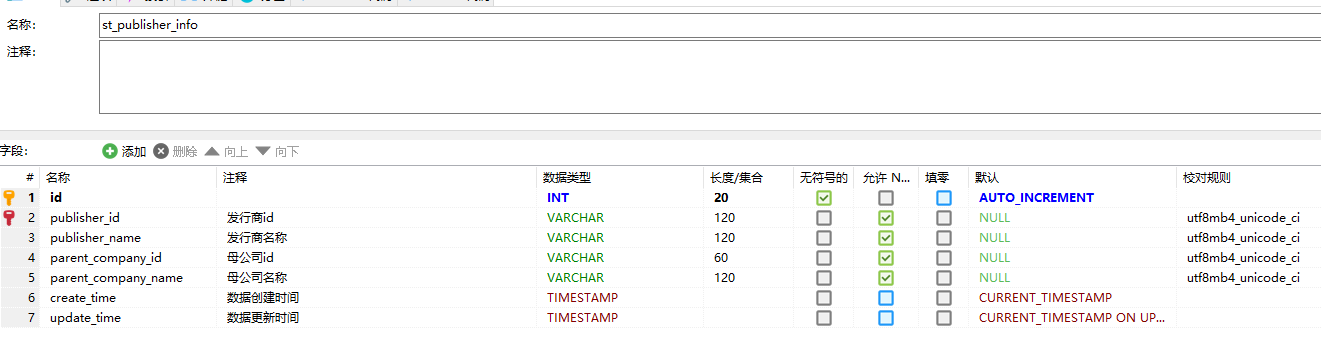 名称: st_publisher_info
注释:
字段: 添加 删除 向上 向下
# 名称 注释 数据类型 长度/集合 无符号的 允许 N... 填零 默认 校对规则
1 id INT 20 AUTO_INCREMENT
2 publisher_id 发行商id VARCHAR 120 NULL utf8mb4_unicode_ci
3 publisher_name 发行商名称 VARCHAR 120 NULL utf8mb4_unicode_ci
4 parent_company_id 母公司id VARCHAR 60 NULL utf8mb4_unicode_ci
5 parent_company_name 母公司名称 VARCHAR 120 NULL utf8mb4_unicode_ci
6 create_time 数据创建时间 TIMESTAMP CURRENT_TIMESTAMP
7 update_time 数据更新时间 TIMESTAMP CURRENT_TIMESTAMP ON UP...